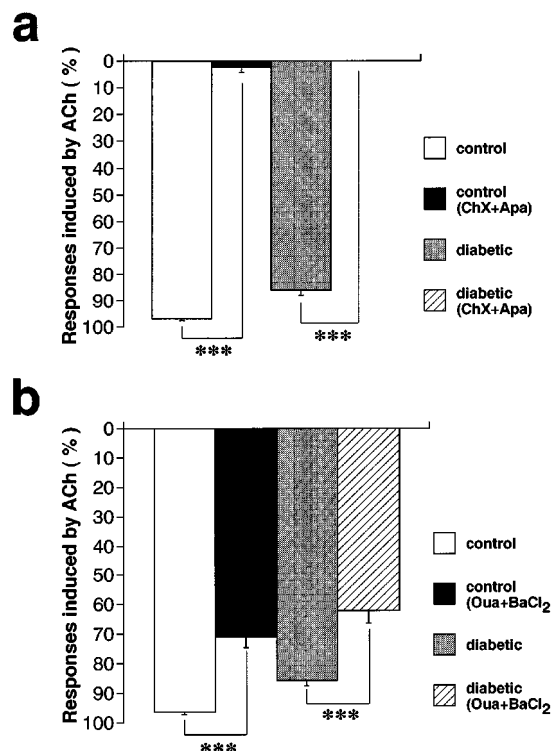 a
Responses induced by ACh ( % )
0
10
20
30
40
50
60
70
80
90
100
***
***
control
control
(ChX+Apa)
diabetic
diabetic
(ChX+Apa)
b
Responses induced by ACh ( % )
0
10
20
30
40
50
60
70
80
90
100
***
***
control
control
(Oua+BaCl2
diabetic
diabetic
(Oua+BaCl2